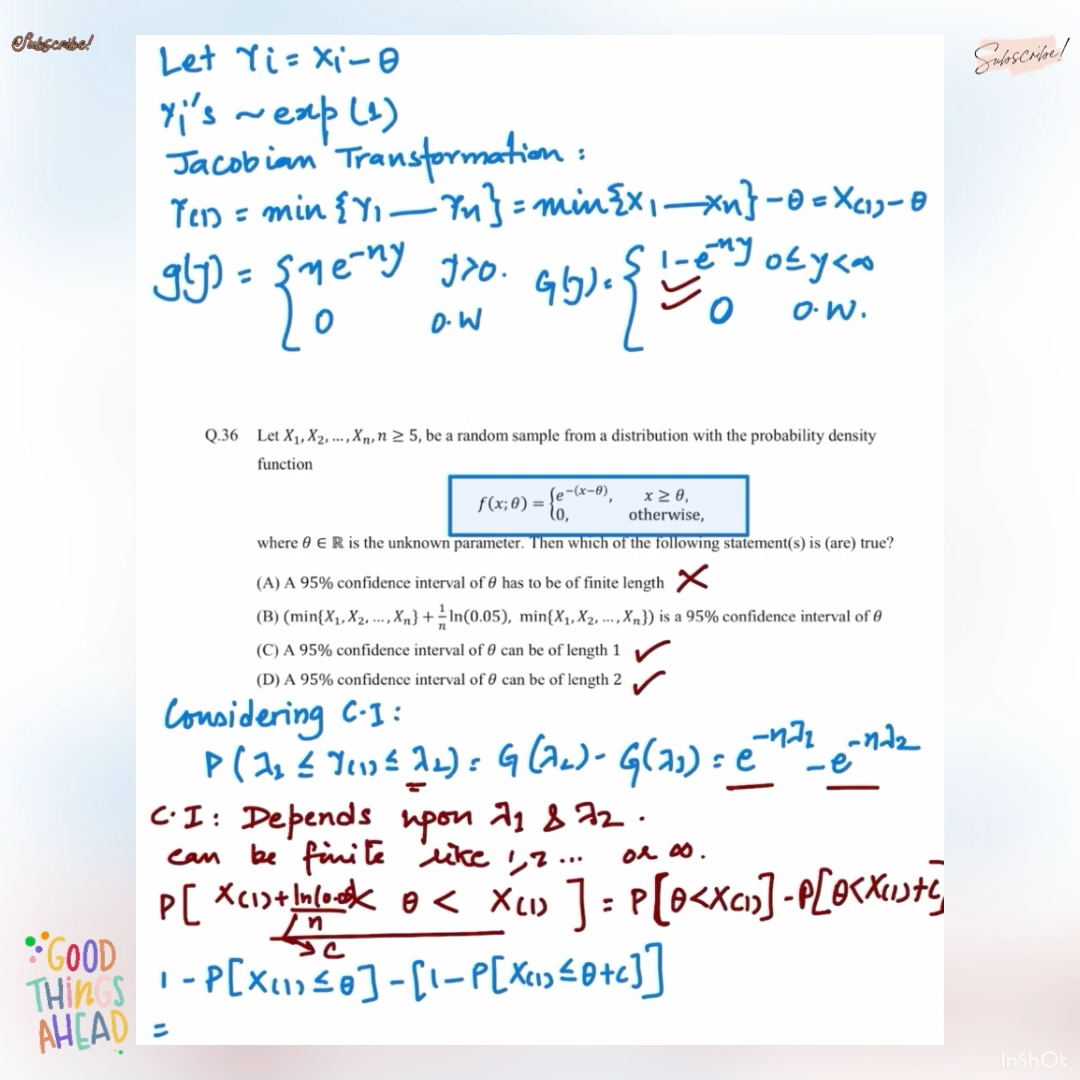 @Subscribe!
Subscribe!
Let Yi = Xi - θ
Yi's ~ exp(1)
Jacobian Transformation :
Y(1) = min {Y1 — Yn} = min{X1 — Xn} - θ = X(1) - θ
g(y) = { ne^{-ny} y>0. G(y) = { 1-e^{-ny} 0≤y<∞
0 O.W 0 O.W.
Q.36 Let X₁, X₂, …, Xₙ, n ≥ 5, be a random sample from a distribution with the probability density
function
f(x; θ) = {e^{-(x-θ)}, x ≥ θ,
0, otherwise,
where θ ∈ ℝ is the unknown parameter. Then which of the following statement(s) is (are) true?
(A) A 95% confidence interval of θ has to be of finite length ✗
(B) (min{X₁, X₂, …, Xₙ} + 1/n ln(0.05), min{X₁, X₂, …, Xₙ}) is a 95% confidence interval of θ
(C) A 95% confidence interval of θ can be of length 1 ✓
(D) A 95% confidence interval of θ can be of length 2 ✓
Considering C.I :
P(λ1 ≤ Y(1) ≤ λ2) = G(λ2) - G(λ1) = e^{-nλ1} - e^{-nλ2}
C.I : Depends upon λ1 & λ2 .
can be finite like 1,2 ... or ∞.
P[ X(1) + ln(0.05)/n < θ < X(1) ] = P[θ<X(1)] - P[θ<X(1)+C]
→ C
1 - P[X(1) ≤ θ] - [1 - P[X(1) ≤ θ+C]]
=
GOOD
THINGS
AHEAD
InShOt